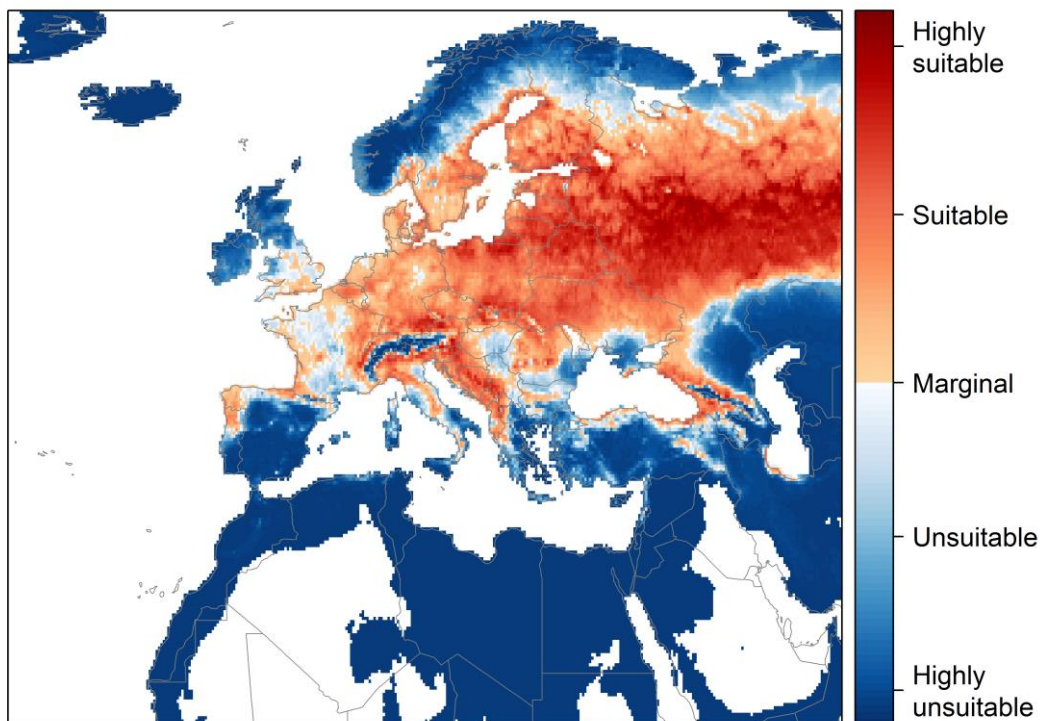 Highly
suitable
Suitable
Marginal
Unsuitable
Highly
unsuitable